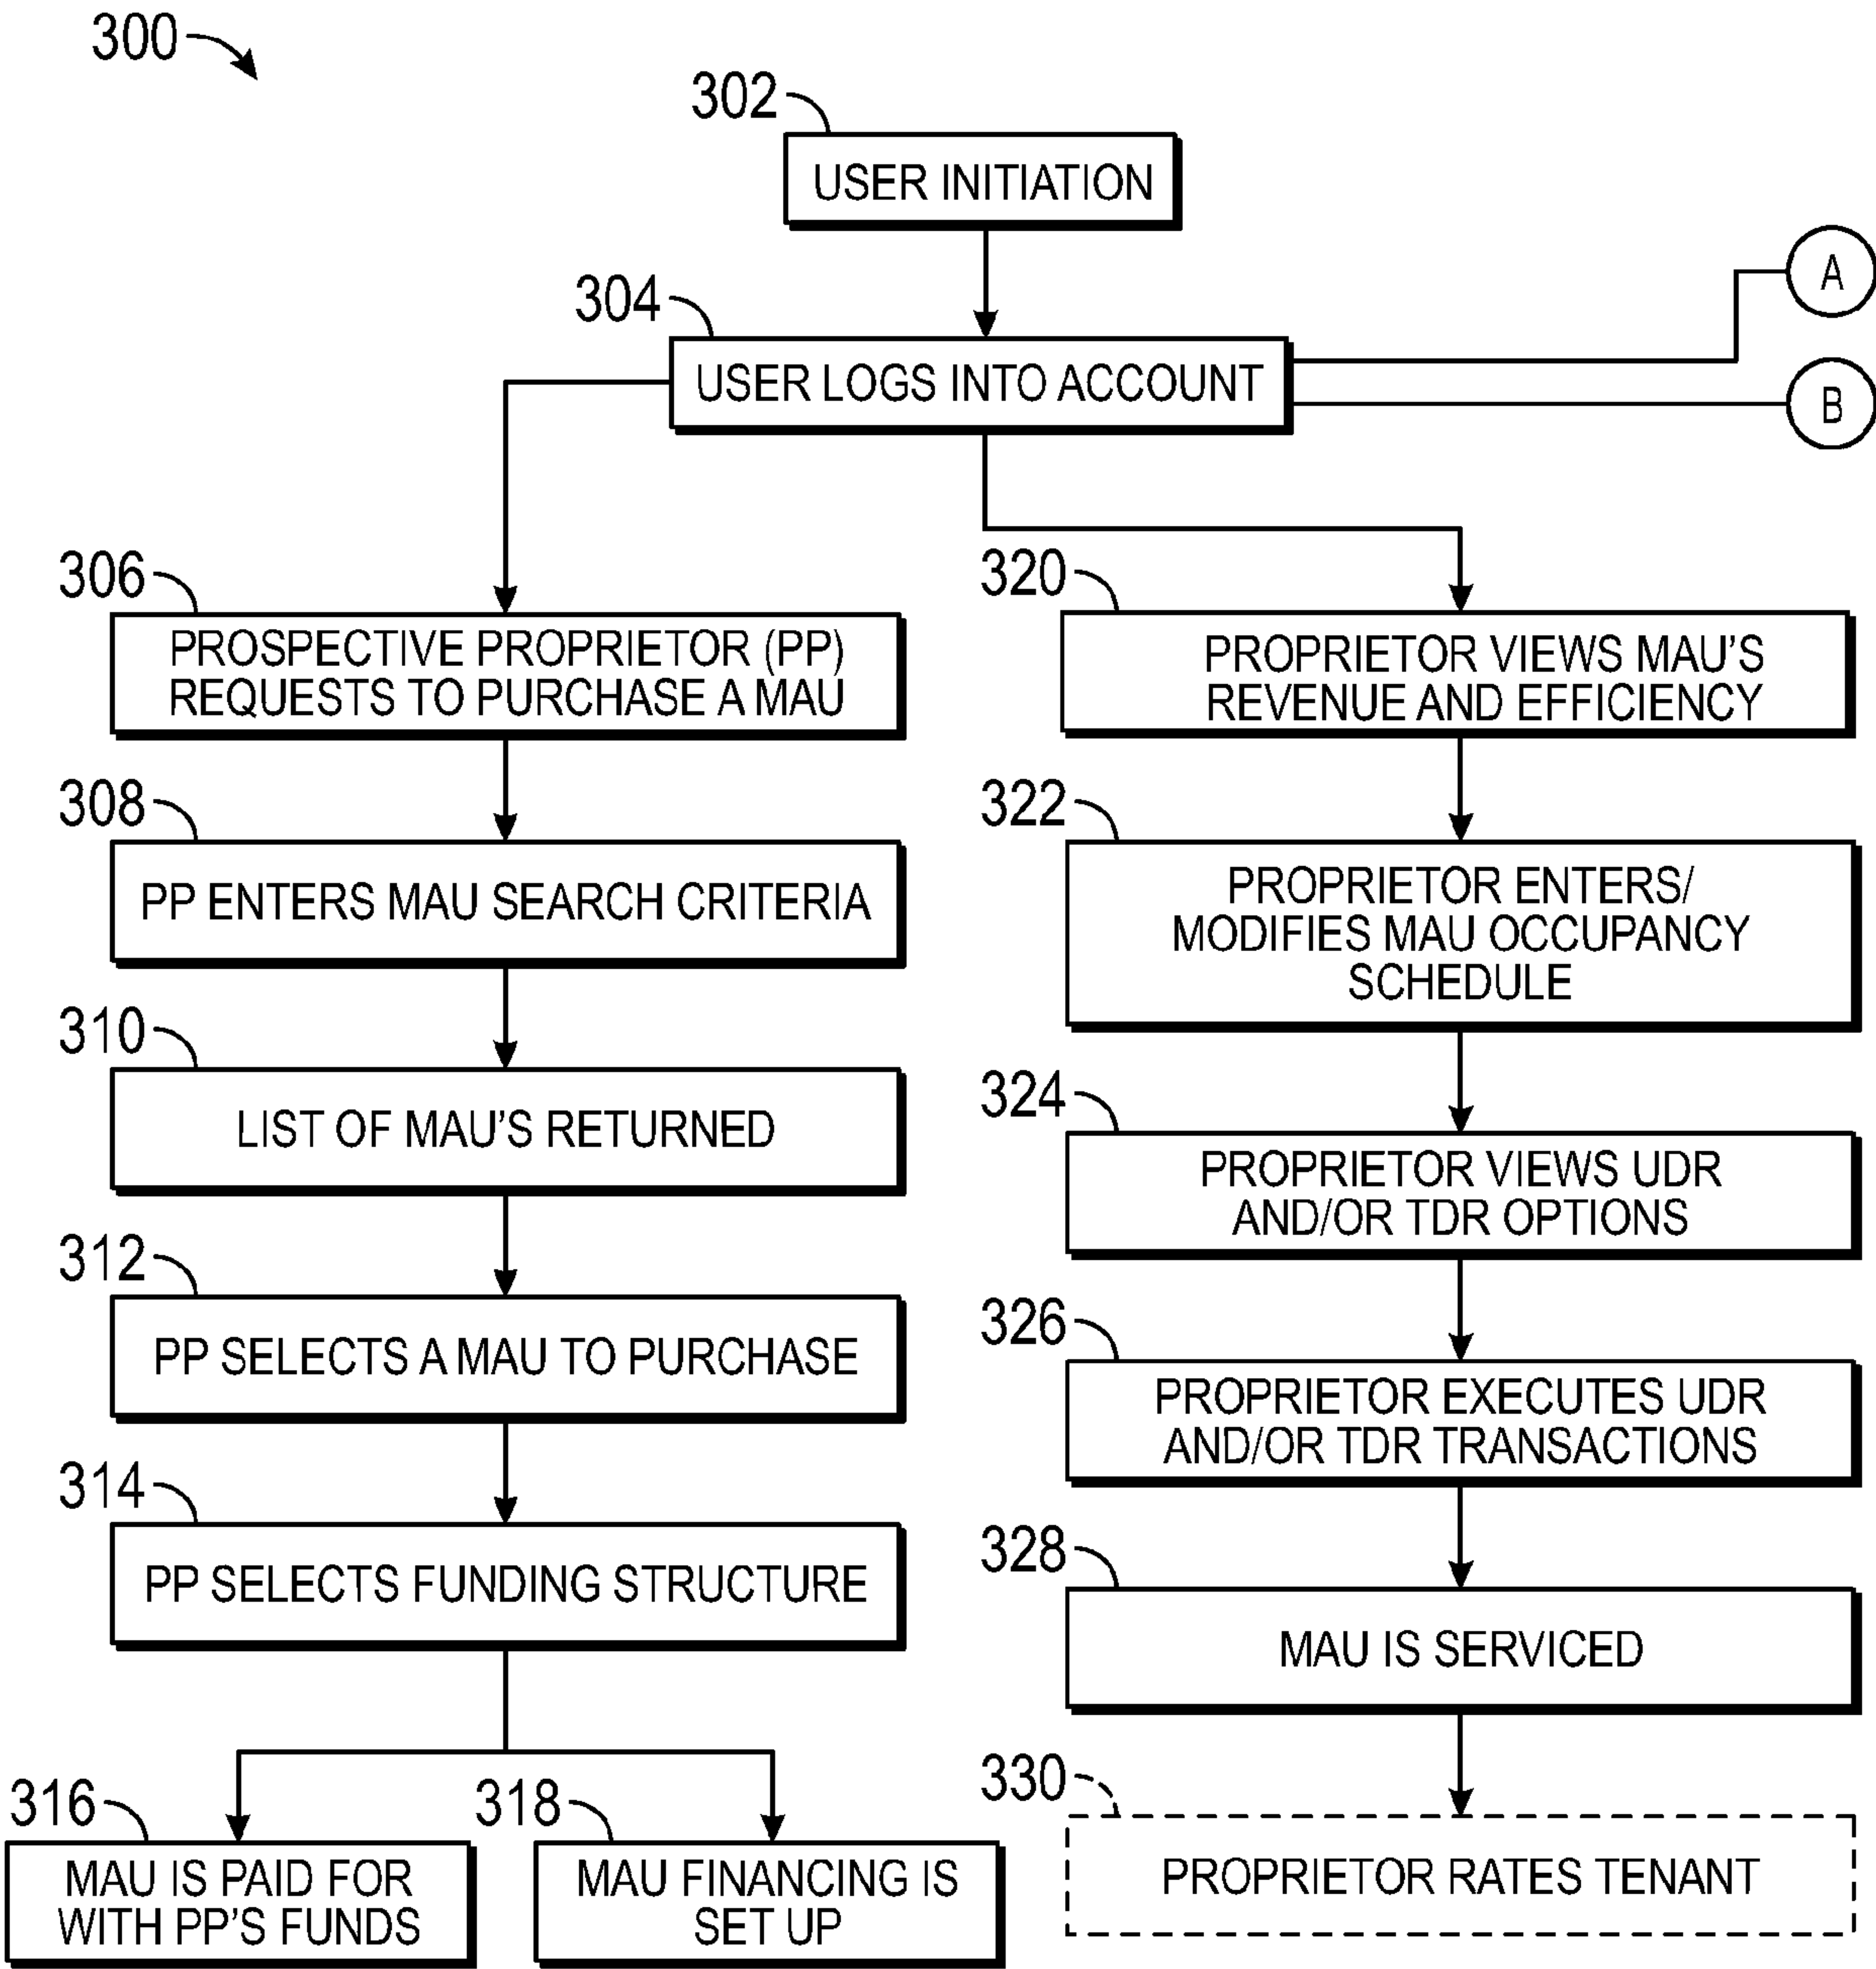 300
302
USER INITIATION
304
USER LOGS INTO ACCOUNT
A
B
306
PROSPECTIVE PROPRIETOR (PP)
REQUESTS TO PURCHASE A MAU
308
PP ENTERS MAU SEARCH CRITERIA
310
LIST OF MAU'S RETURNED
312
PP SELECTS A MAU TO PURCHASE
314
PP SELECTS FUNDING STRUCTURE
316
MAU IS PAID FOR
WITH PP'S FUNDS
318
MAU FINANCING IS
SET UP
320
PROPRIETOR VIEWS MAU'S
REVENUE AND EFFICIENCY
322
PROPRIETOR ENTERS/
MODIFIES MAU OCCUPANCY
SCHEDULE
324
PROPRIETOR VIEWS UDR
AND/OR TDR OPTIONS
326
PROPRIETOR EXECUTES UDR
AND/OR TDR TRANSACTIONS
328
MAU IS SERVICED
330
PROPRIETOR RATES TENANT